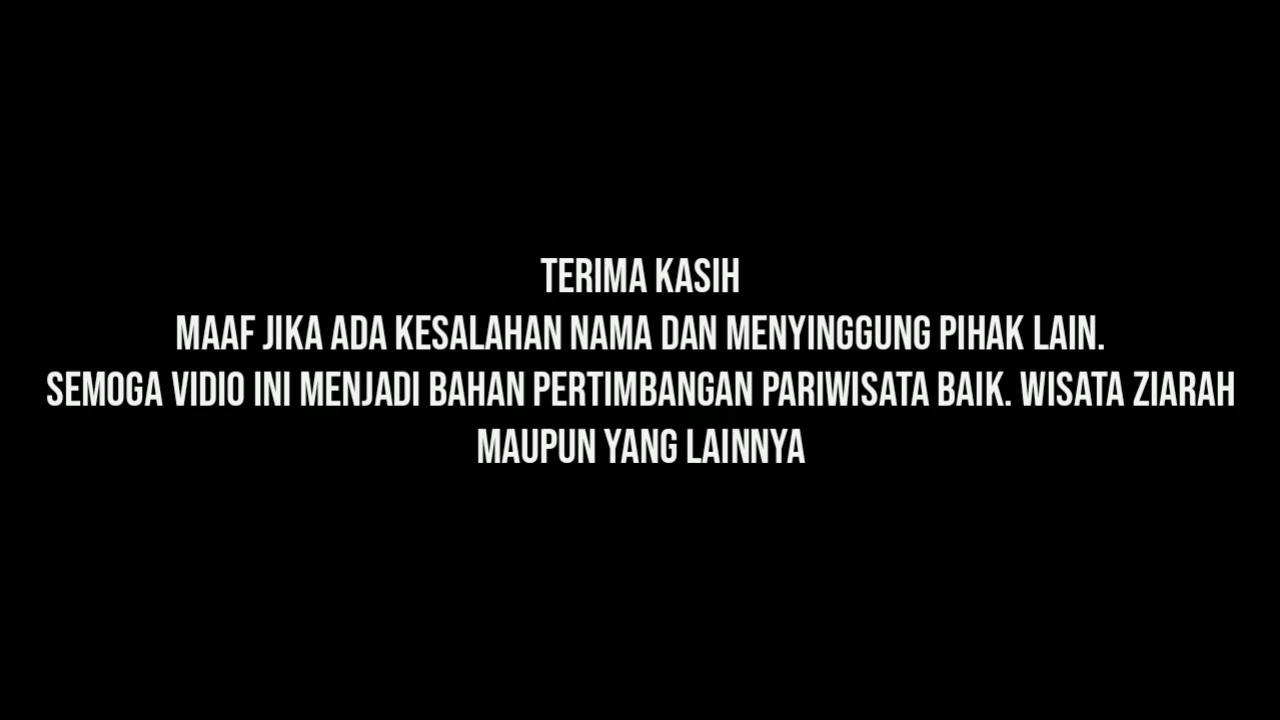 TERIMA KASIH
MAAF JIKA ADA KESALAHAN NAMA DAN MENYINGGUNG PIHAK LAIN.
SEMOGA VIDIO INI MENJADI BAHAN PERTIMBANGAN PARIWISATA BAIK. WISATA ZIARAH
MAUPUN YANG LAINNYA